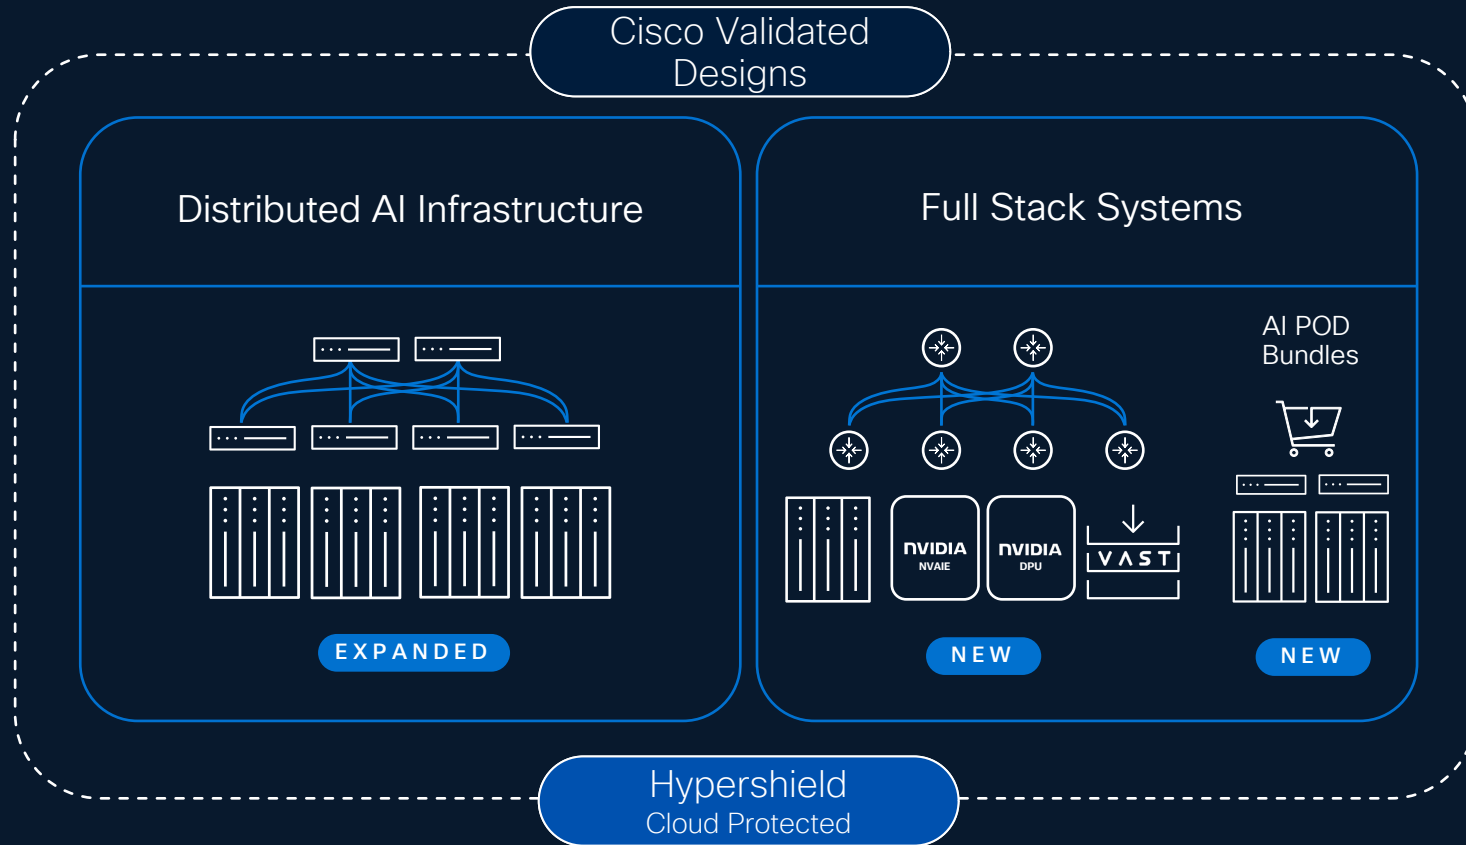 Cisco Validated
Designs
Distributed AI Infrastructure
EXPANDED
Full Stack Systems
AI POD
Bundles
NVIDIA
NVAIE
NVIDIA
DPU
VAST
NEW
NEW
Hypershield
Cloud Protected